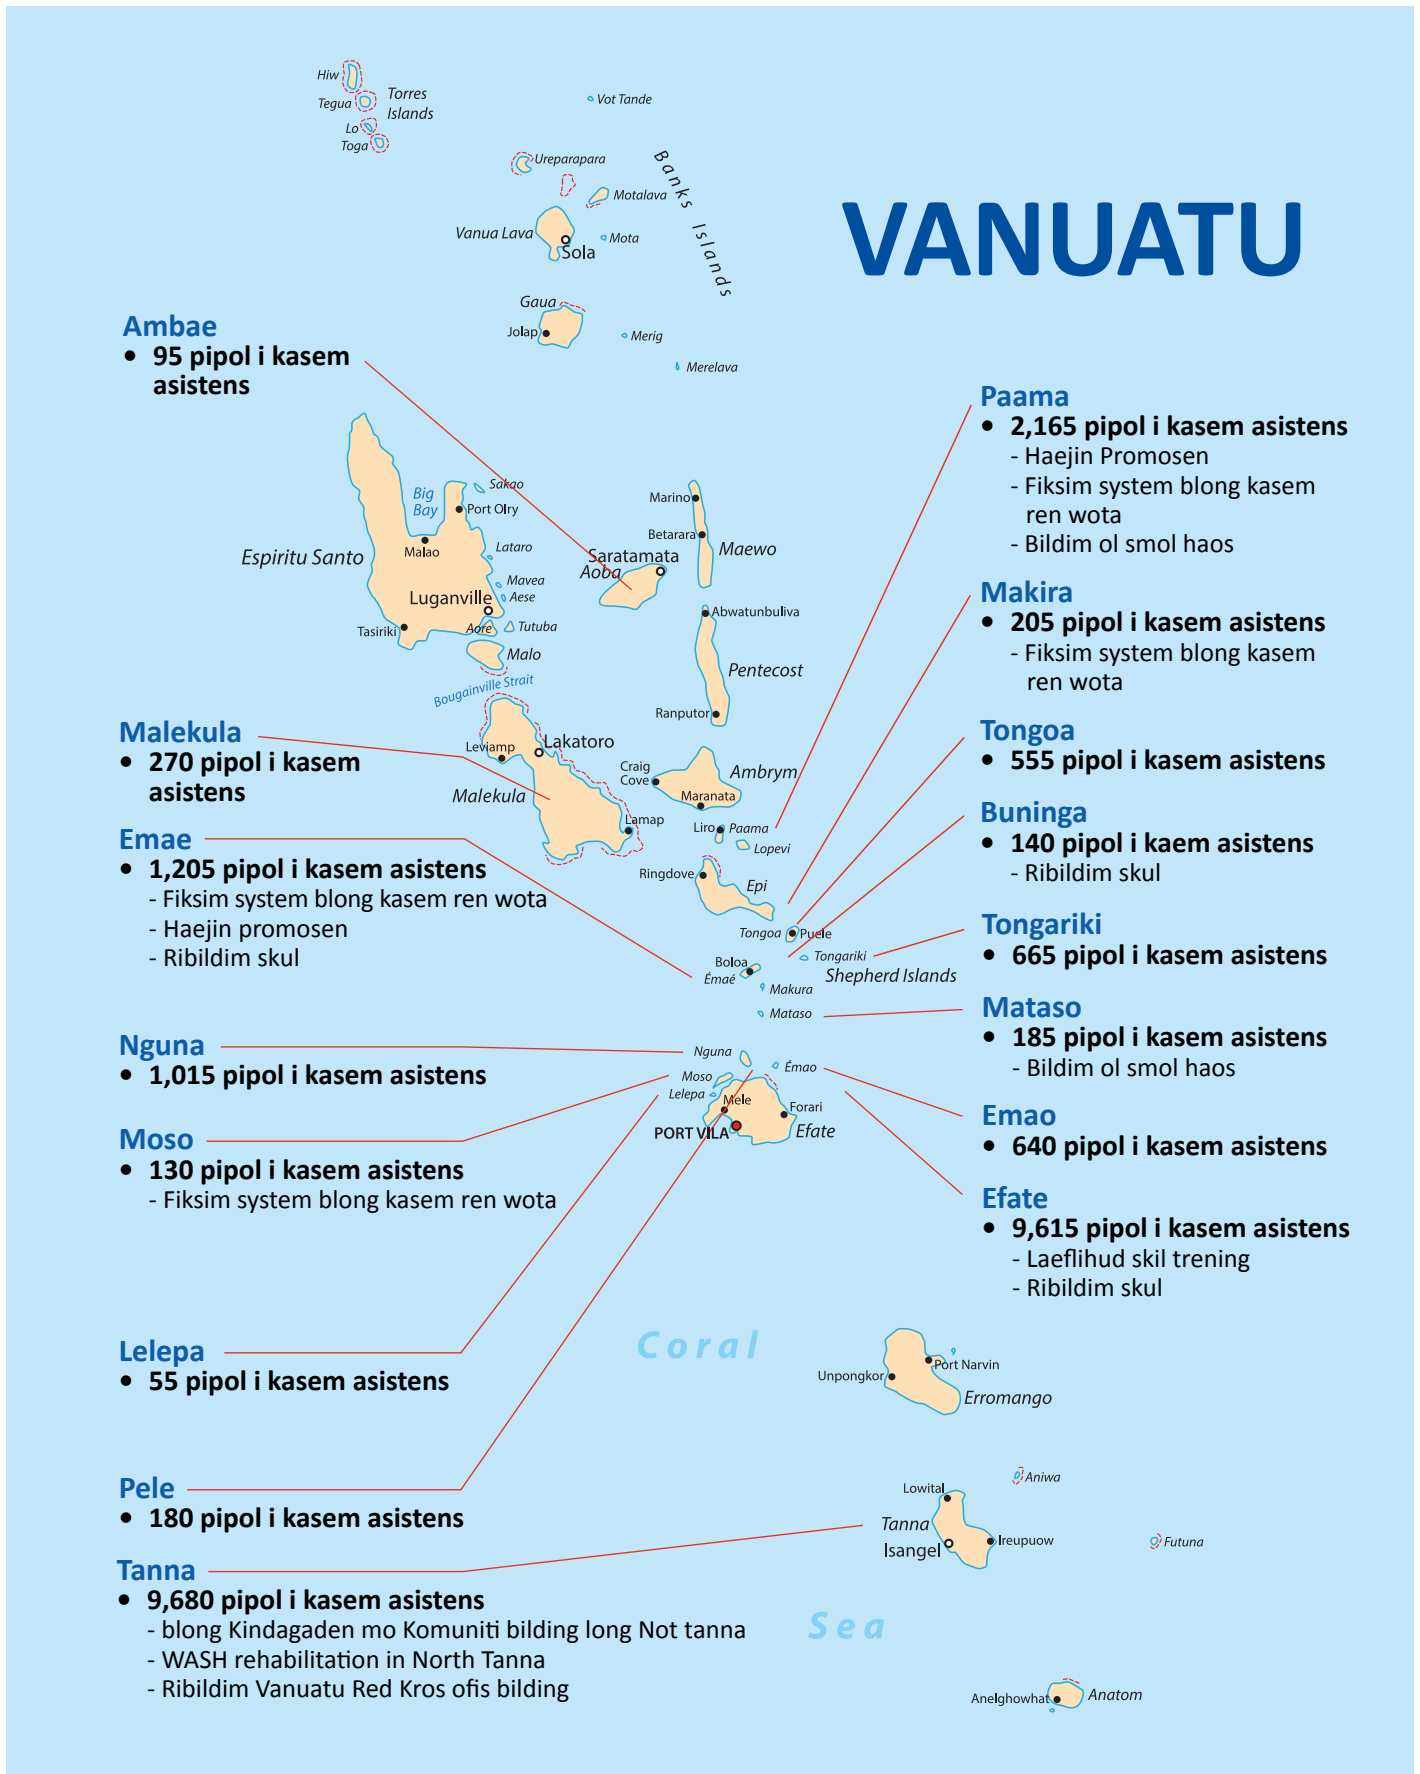 VANUATU
Hiw
Tegua
Torres
Islands
Lo
Toga
Vot Tande
Ureparapara
Banks Islands
Motalava
Vanua Lava
Mota
Sola
Gaua
Jolap
Merig
Merelava
Ambae
• 95 pipol i kasem
asistens
Big
Bay
Sakao
Port Olry
Malao
Lataro
Espiritu Santo
Mavea
Aese
Luganville
Tasiriki
Aore
Tutuba
Malo
Bougainville Strait
Marino
Betarara
Maewo
Saratamata
Aoba
Abwatunbuliva
Pentecost
Ranputor
Paama
• 2,165 pipol i kasem asistens
- Haejin Promosen
- Fiksim system blong kasem
ren wota
- Bildim ol smol haos
Makira
• 205 pipol i kasem asistens
- Fiksim system blong kasem
ren wota
Malekula
• 270 pipol i kasem
asistens
Leviamp
Lakatoro
Malekula
Lamap
Craig
Cove
Ambrym
Maranata
Liro
Paama
Lopevi
Ringdove
Epi
Tongoa
• 555 pipol i kasem asistens
Buninga
• 140 pipol i kaem asistens
- Ribildim skul
Emae
• 1,205 pipol i kasem asistens
- Fiksim system blong kasem ren wota
- Haejin promosen
- Ribildim skul
Tongoa
Puele
Tongariki
Boloa
Émaé
Shepherd Islands
Makura
Mataso
Tongariki
• 665 pipol i kasem asistens
Mataso
• 185 pipol i kasem asistens
- Bildim ol smol haos
Nguna
• 1,015 pipol i kasem asistens
Nguna
Émao
Moso
Lelepa
Mele
Forari
PORT VILA
Efate
Moso
• 130 pipol i kasem asistens
- Fiksim system blong kasem ren wota
Emao
• 640 pipol i kasem asistens
Efate
• 9,615 pipol i kasem asistens
- Laeflihud skil trening
- Ribildim skul
Lelepa
• 55 pipol i kasem asistens
Coral
Port Narvin
Unpongkor
Erromango
Pele
• 180 pipol i kasem asistens
Aniwa
Lowital
Tanna
Isangel
Ireupuow
Futuna
Tanna
• 9,680 pipol i kasem asistens
- blong Kindagaden mo Komuniti bilding long Not tanna
- WASH rehabilitation in North Tanna
- Ribildim Vanuatu Red Kros ofis bilding
Sea
Anelghowhat
Anatom